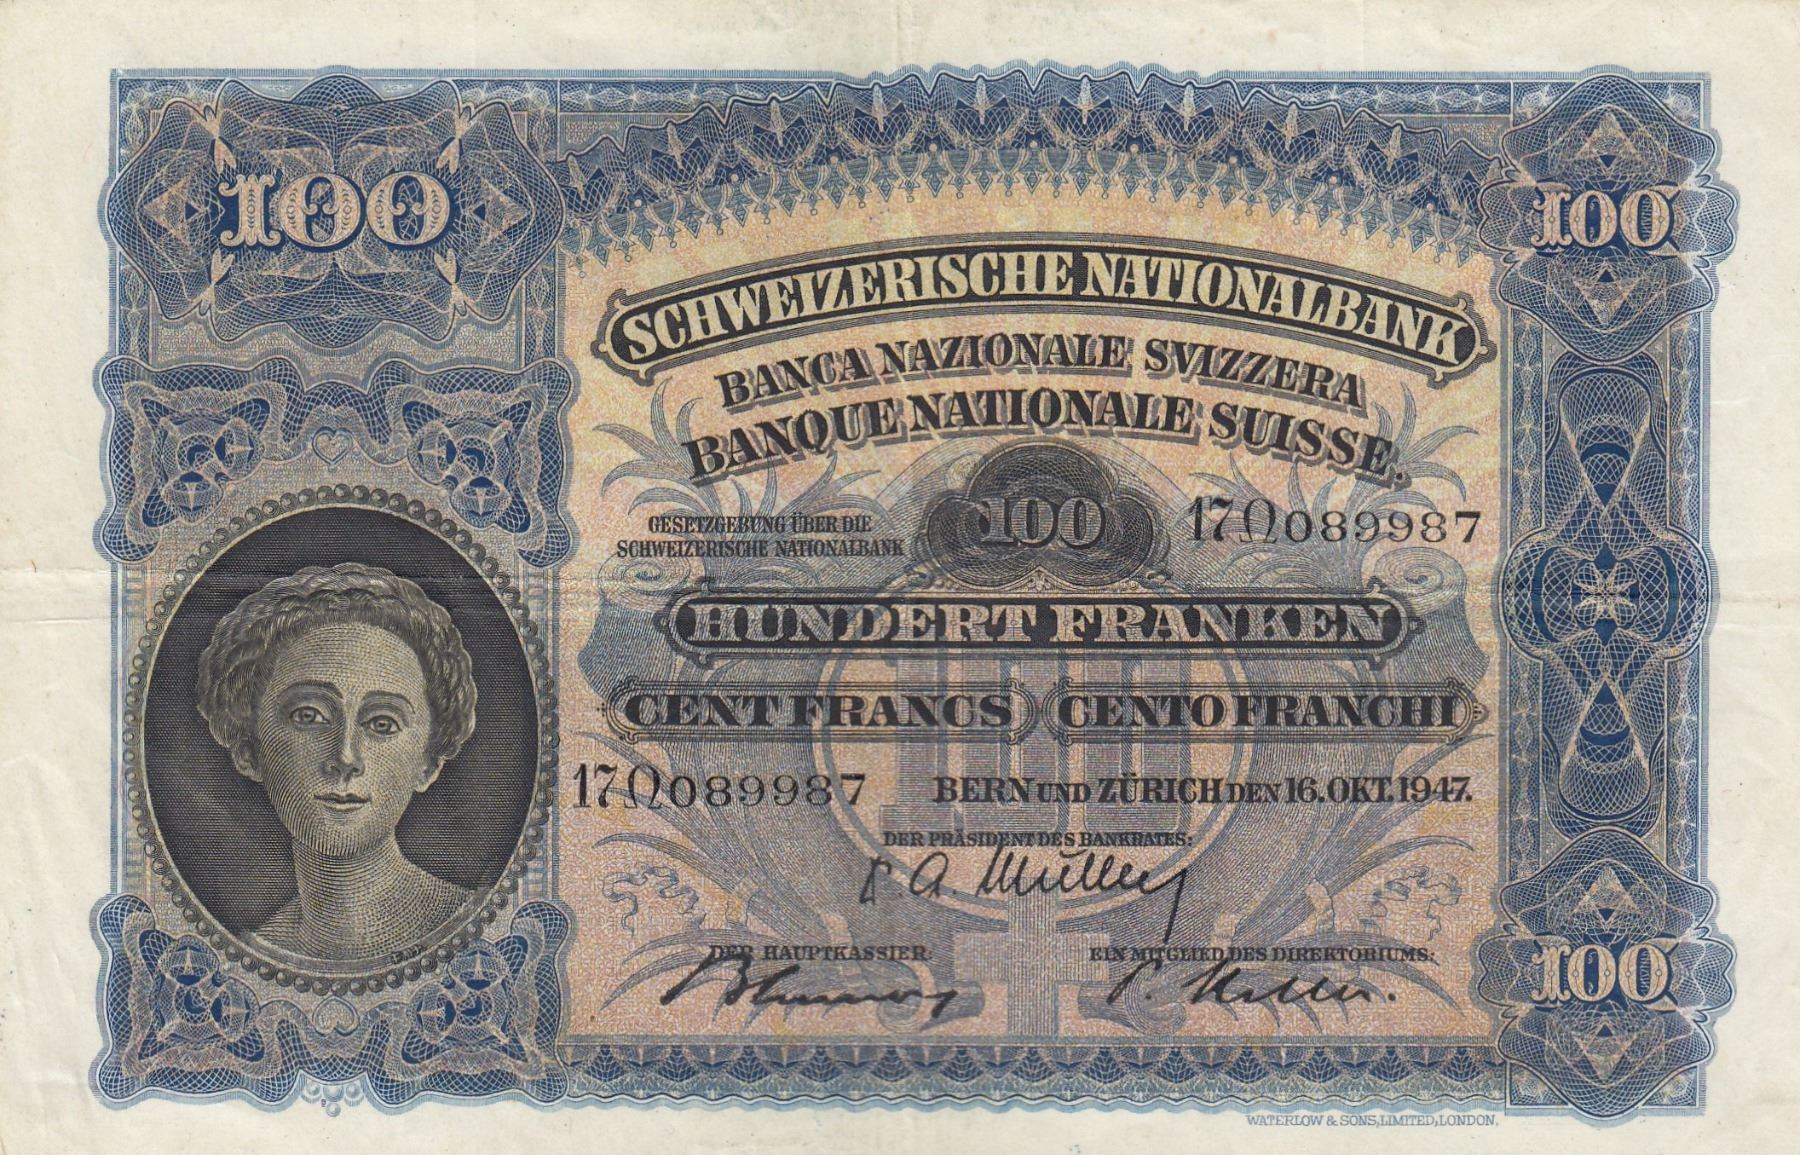 100
100
SCHWEIZERISCHE NATIONALBANK
BANCA NAZIONALE SVIZZERA
BANQUE NATIONALE SUISSE.
GESETZGEBUNG ÜBER DIE
SCHWEIZERISCHE NATIONALBANK
100
17Ω089987
HUNDERT FRANKEN
CENT FRANCS
CENTO FRANCHI
100
17Ω089987
BERN UND ZÜRICH DEN 16. OKT. 1947.
DER PRÄSIDENT DES BANKRATES:
A. Müller
DER HAUPTKASSIER:
EIN MITGLIED DES DIREKTORIUMS:
100
WATERLOW & SONS, LIMITED, LONDON.